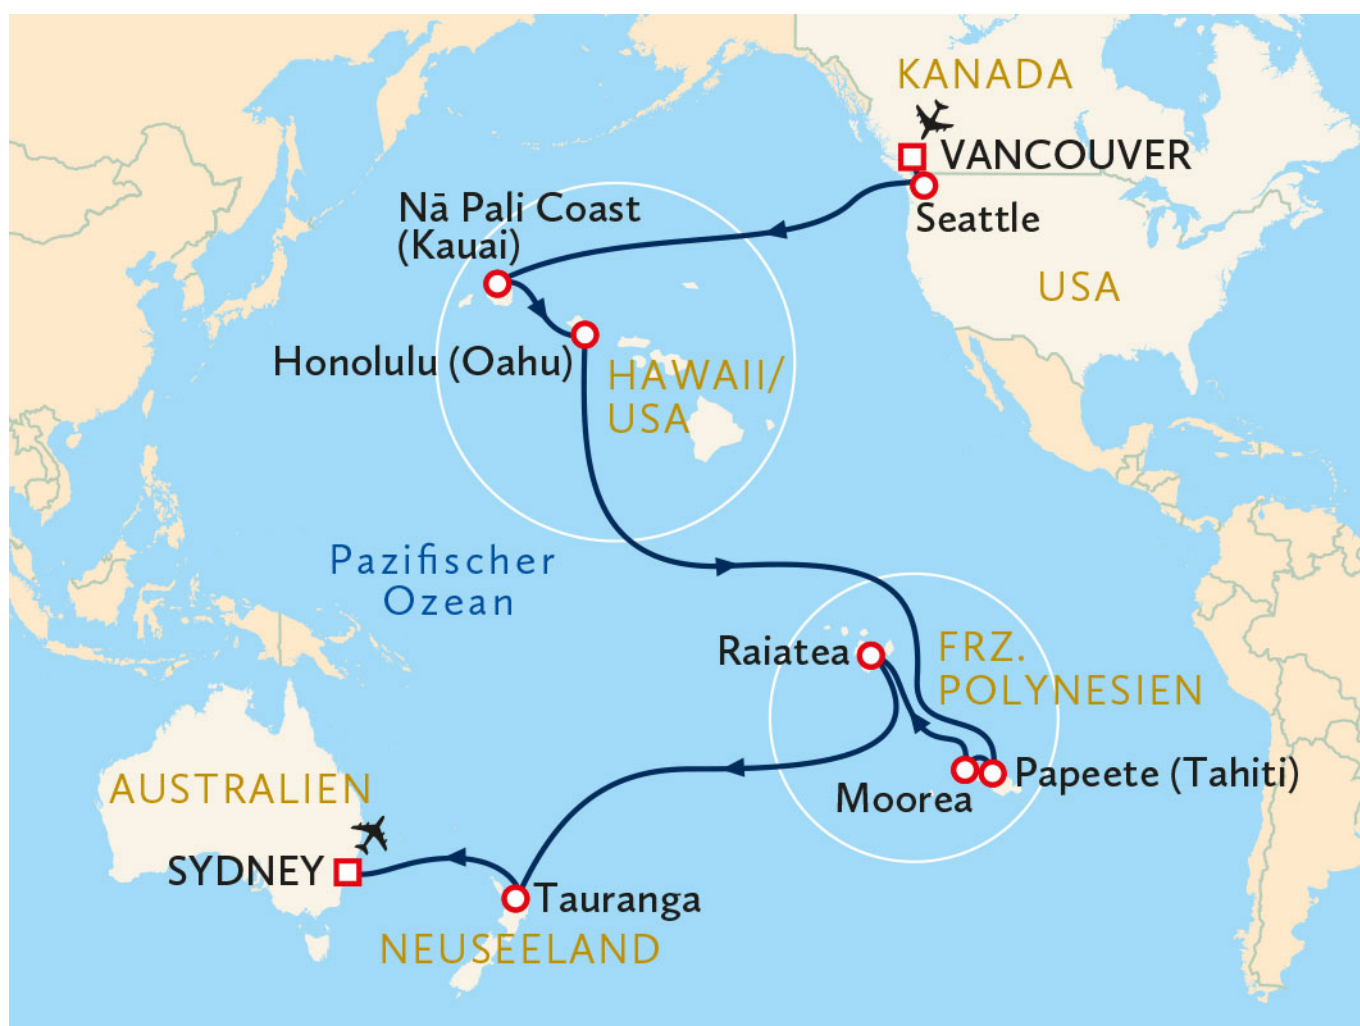 KANADA
VANCOUVER
Seattle
USA
Nā Pali Coast
(Kauai)
Honolulu (Oahu)
HAWAII/
USA
Pazifischer
Ozean
Raiatea
FRZ.
POLYNESIEN
Papeete (Tahiti)
Moorea
AUSTRALIEN
SYDNEY
Tauranga
NEUSEELAND